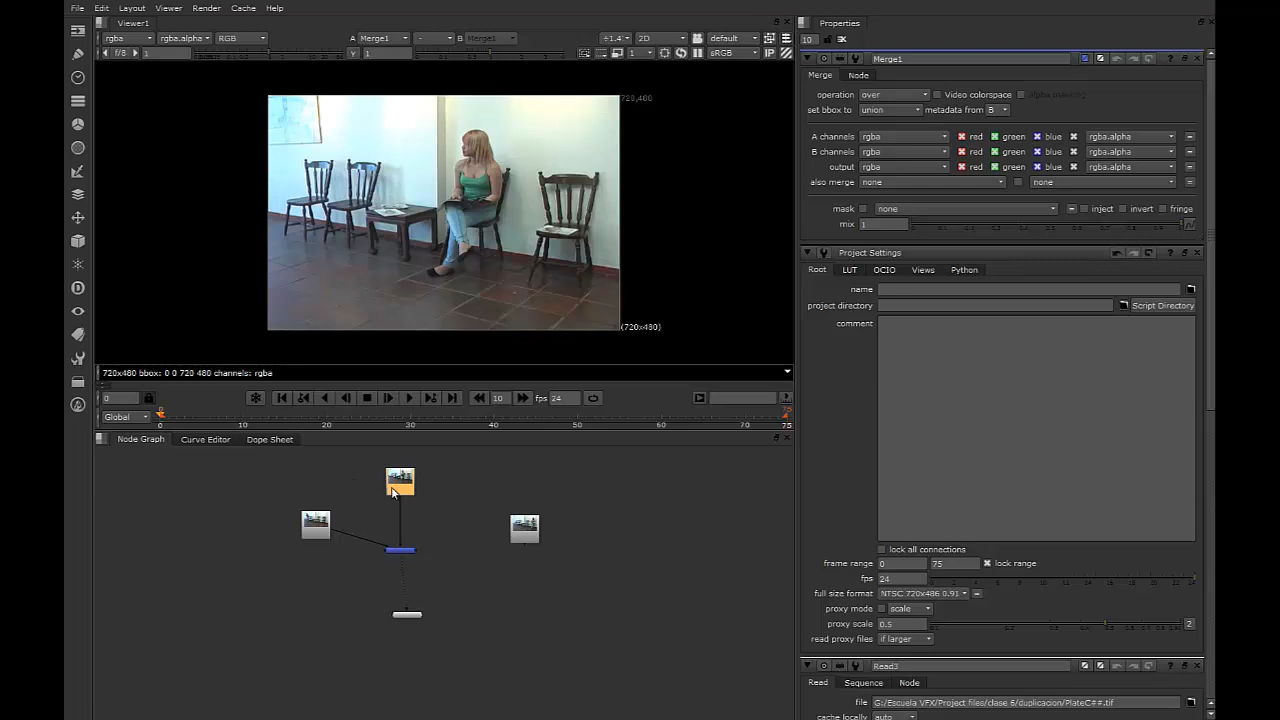 File Edit Layout Viewer Render Cache Help
Viewer1
rgba rgba.alpha RGB A Merge1 - B Merge1 2D default
f/8 1 Y 1 1 sRGB IP
720,480
(720x480)
720x480 bbox: 0 0 720 480 channels: rgba
0 10 fps 24
Global 0 10 20 30 40 50 60 70 75
Node Graph Curve Editor Dope Sheet
Properties
10
Merge1
Merge Node
operation over Video colorspace
set bbox to union metadata from B
A channels rgba red green blue rgba.alpha
B channels rgba red green blue rgba.alpha
output rgba red green blue rgba.alpha
also merge none none
mask none inject invert fringe
mix 1
Project Settings
Root LUT OCIO Views Python
name
project directory Script Directory
comment
lock all connections
frame range 0 75 lock range
fps 24
full size format NTSC 720x486 0.91
proxy mode scale
proxy scale 0.5 2
read proxy files if larger
Read3
Read Sequence Node
file G:/Escuela VFX/Project files/clase 6/duplicacion/PlateC##.tif
cache locally auto